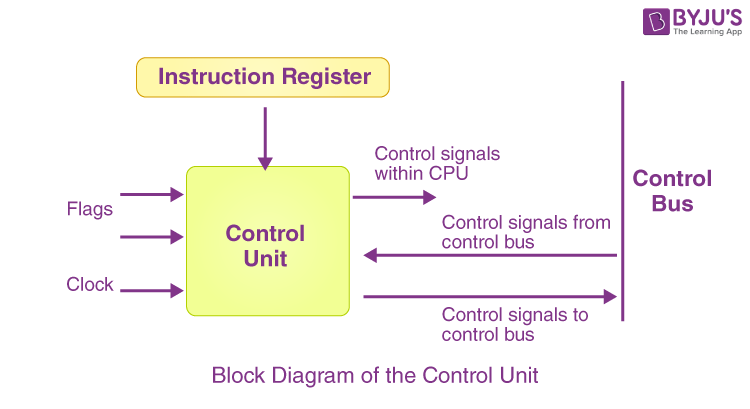 BYJU'S
The Learning App
Instruction Register
Control signals
within CPU
Control
Bus
Flags
Control
Unit
Control signals from
control bus
Clock
Control signals to
control bus
Block Diagram of the Control Unit